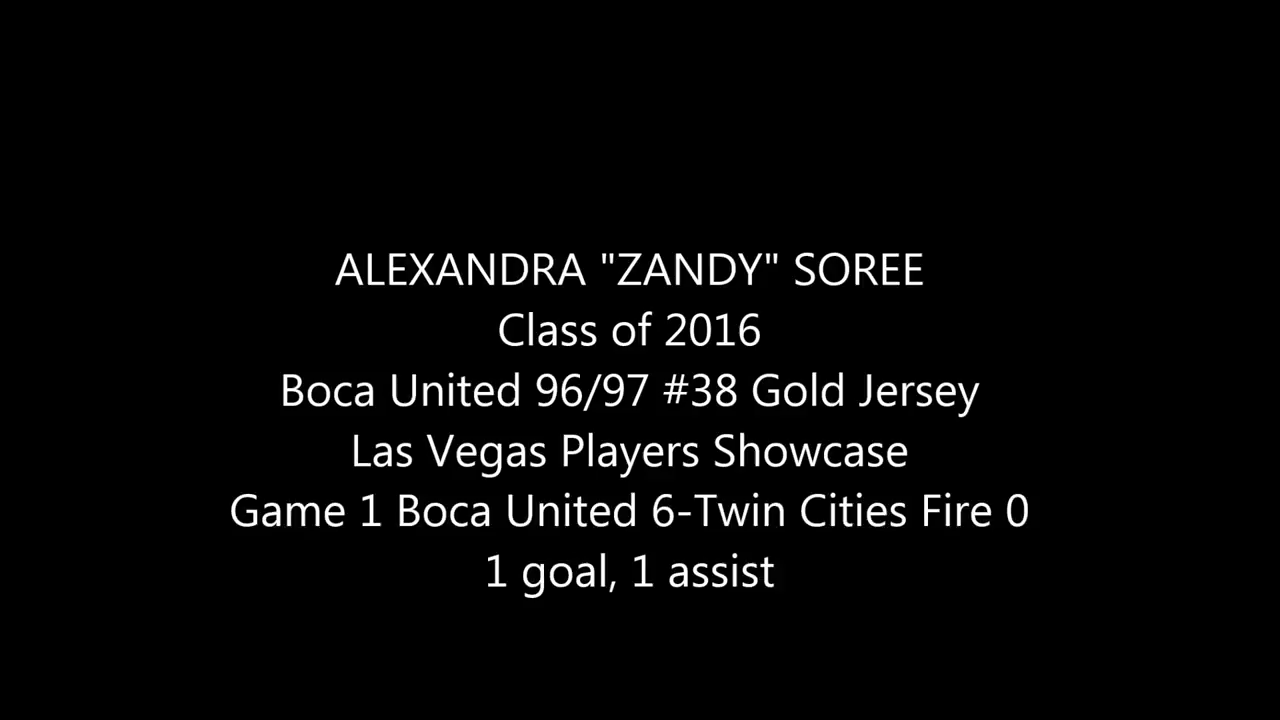 ALEXANDRA "ZANDY" SOREE
Class of 2016
Boca United 96/97 #38 Gold Jersey
Las Vegas Players Showcase
Game 1 Boca United 6-Twin Cities Fire 0
1 goal, 1 assist